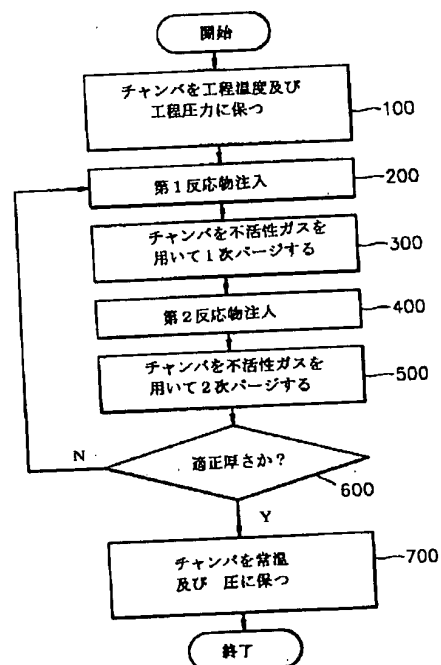 開始
チャンバを工程温度及び
工程圧力に保つ
100
第1反応物注入
200
チャンバを不活性ガスを
用いて1次パージする
300
第2反応物注入
400
チャンバを不活性ガスを
用いて2次パージする
500
適正厚さか?
N
600
Y
チャンバを常温
及び 圧に保つ
700
終了